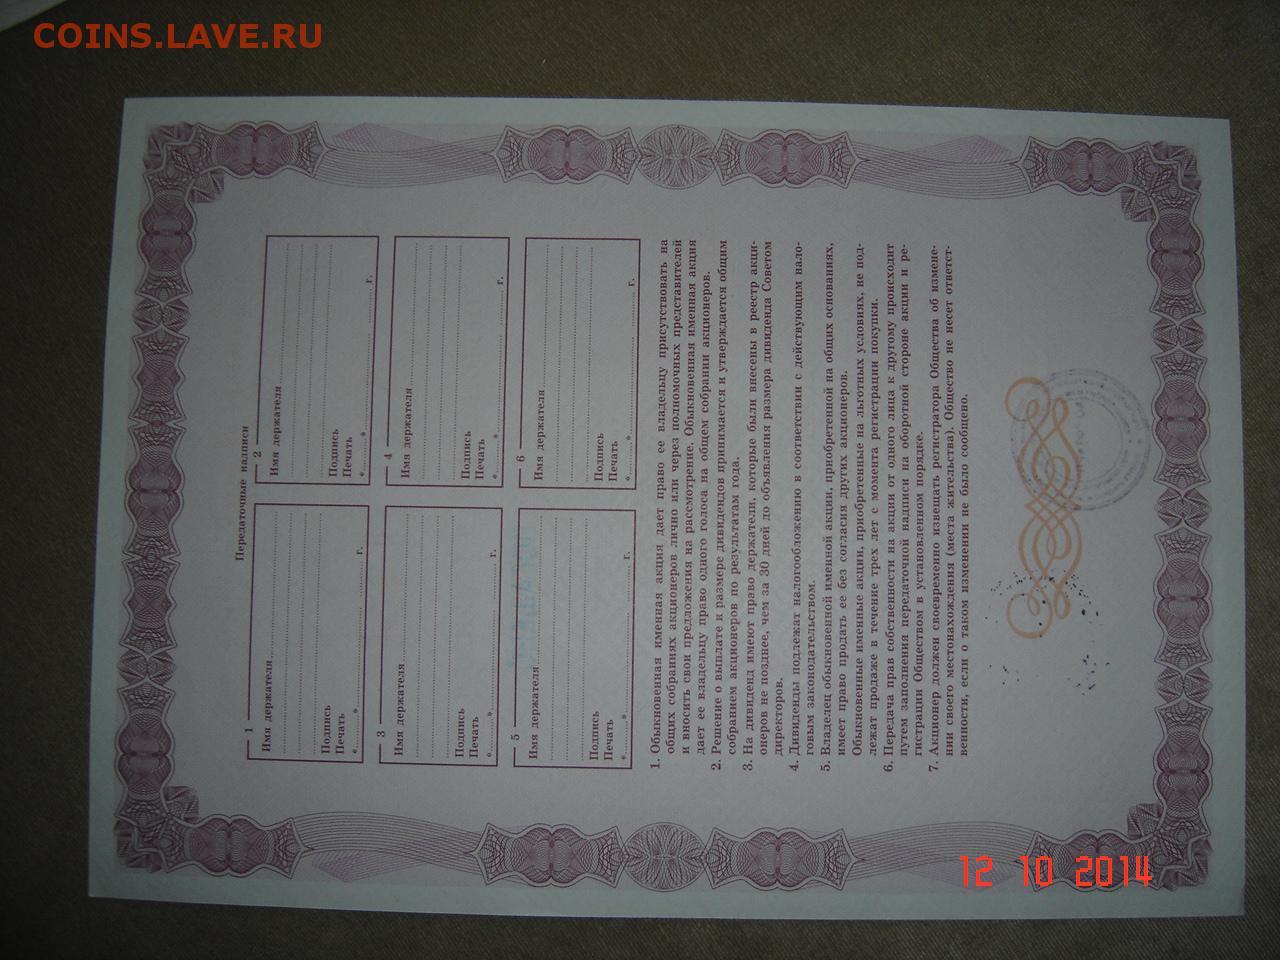 COINS.LAVE.RU
Передаточные надписи
1
Имя держателя
Подпись
Печать
« » г.
2
Имя держателя
Подпись
Печать
« » г.
3
Имя держателя
Подпись
Печать
« » г.
4
Имя держателя
Подпись
Печать
« » г.
5
Имя держателя
Подпись
Печать
« » г.
6
Имя держателя
Подпись
Печать
« » г.
1. Обыкновенная именная акция дает право ее владельцу присутствовать на
общих собраниях акционеров лично или через полномочных представителей
и вносить свои предложения на рассмотрение. Обыкновенная именная акция
дает ее владельцу право одного голоса на общем собрании акционеров.
2. Решение о выплате и размере дивидендов принимается и утверждается общим
собранием акционеров по результатам года.
3. На дивиденд имеют право держатели, которые были внесены в реестр акци-
онеров не позднее, чем за 30 дней до объявления размера дивиденда Советом
директоров.
4. Дивиденды подлежат налогообложению в соответствии с действующим нало-
говым законодательством.
5. Владелец обыкновенной именной акции, приобретенной на общих основаниях,
имеет право продать ее без согласия других акционеров.
Обыкновенные именные акции, приобретенные на льготных условиях, не под-
лежат продаже в течение трех лет с момента регистрации покупки.
6. Передача прав собственности на акции от одного лица к другому происходит
путем заполнения передаточной надписи на оборотной стороне акции и ре-
гистрации Обществом в установленном порядке.
7. Акционер должен своевременно извещать регистратора Общества об измене-
нии своего местонахождения (места жительства). Общество не несет ответст-
венности, если о таком изменении не было сообщено.
12 10 2014